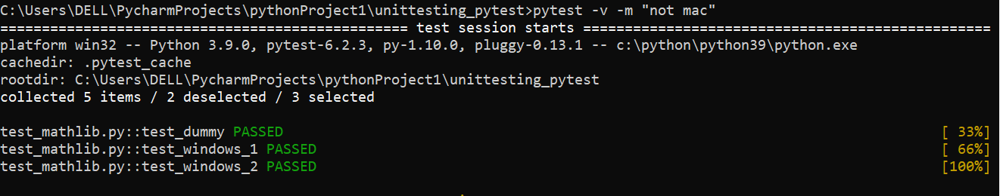 C:\Users\DELL\PycharmProjects\pythonProject1\unittesting_pytest>pytest -v -m "not mac"
================================================= test session starts =================================================
platform win32 -- Python 3.9.0, pytest-6.2.3, py-1.10.0, pluggy-0.13.1 -- c:\python\python39\python.exe
cachedir: .pytest_cache
rootdir: C:\Users\DELL\PycharmProjects\pythonProject1\unittesting_pytest
collected 5 items / 2 deselected / 3 selected
test_mathlib.py::test_dummy PASSED [ 33%]
test_mathlib.py::test_windows_1 PASSED [ 66%]
test_mathlib.py::test_windows_2 PASSED [100%]